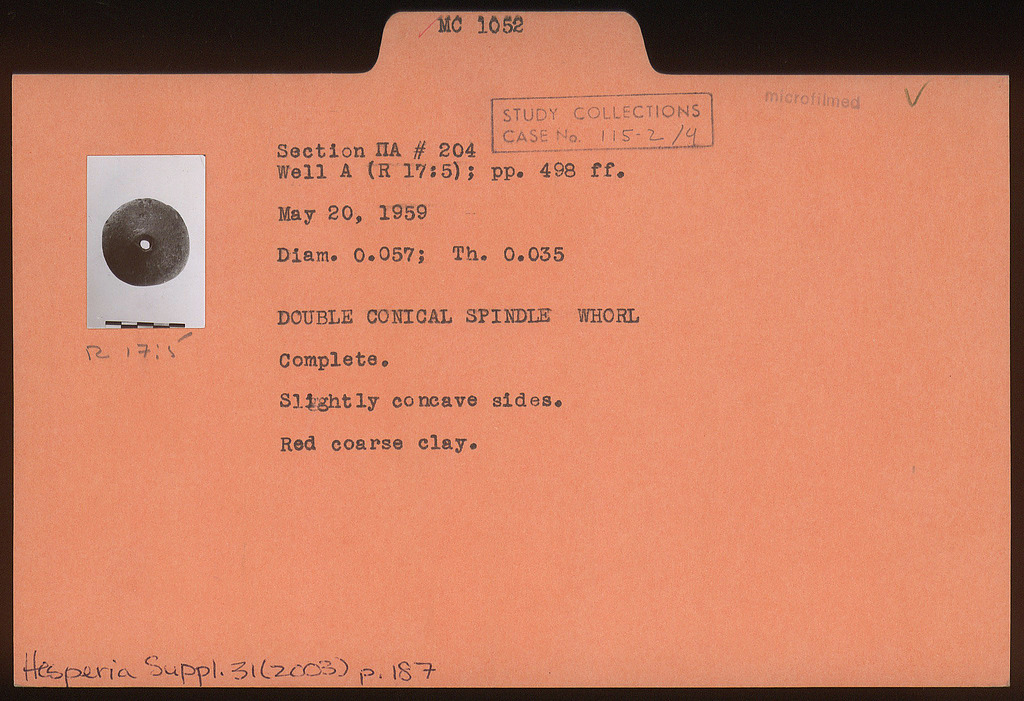 MC 1052
microfilmed
STUDY COLLECTIONS
CASE No. 115-2/9
Section ΠA # 204
Well A (R 17:5); pp. 498 ff.
May 20, 1959
Diam. 0.057; Th. 0.035
DOUBLE CONICAL SPINDLE WHORL
R 17:5
Complete.
Slightly concave sides.
Red coarse clay.
Hesperia Suppl. 31(2003) p. 187